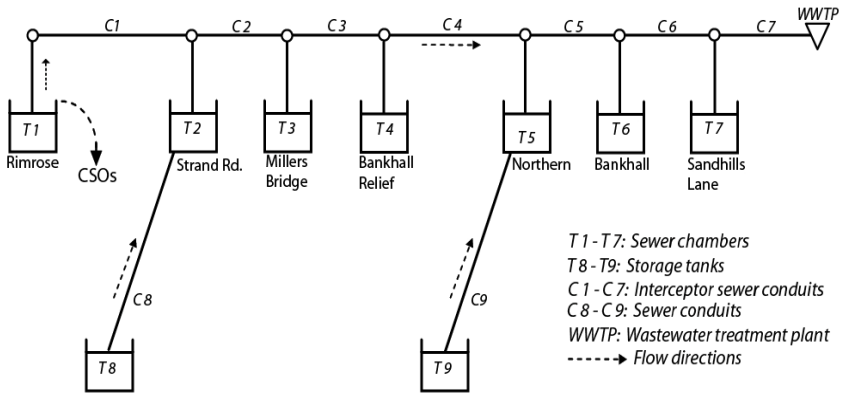 WWTP
C1 C2 C3 C4 C5 C6 C7
T1 T2 T3 T4 T5 T6 T7
Rimrose
Strand Rd.
Millers
Bridge
Bankhall
Relief
Northern
Bankhall
Sandhills
Lane
CSOs
C8
C9
T8
T9
T1-T7: Sewer chambers
T8-T9: Storage tanks
C1-C7: Interceptor sewer conduits
C8-C9: Sewer conduits
WWTP: Wastewater treatment plant
Flow directions